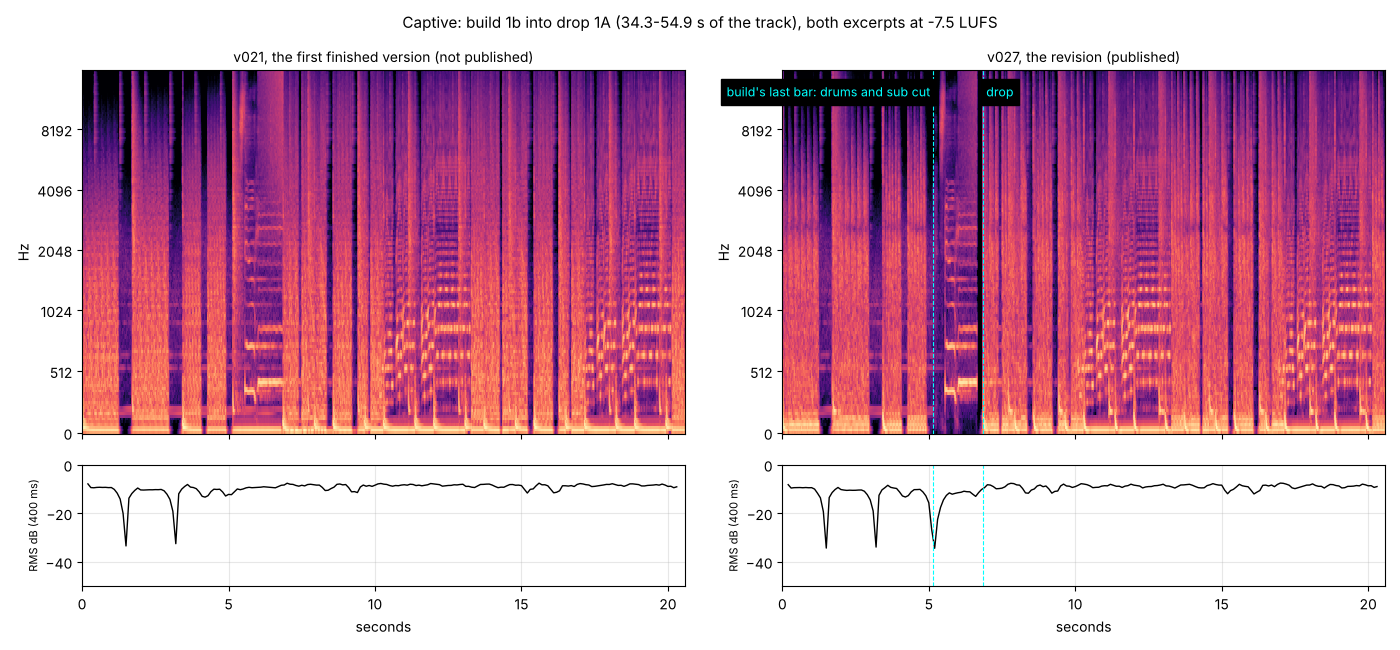 Captive: build 1b into drop 1A (34.3-54.9 s of the track), both excerpts at -7.5 LUFS
v021, the first finished version (not published)
v027, the revision (published)
build's last bar: drums and sub cut
drop
Hz
8192
4096
2048
1024
512
0
Hz
8192
4096
2048
1024
512
0
RMS dB (400 ms)
0
−20
−40
0
5
10
15
20
seconds
RMS dB (400 ms)
0
−20
−40
0
5
10
15
20
seconds